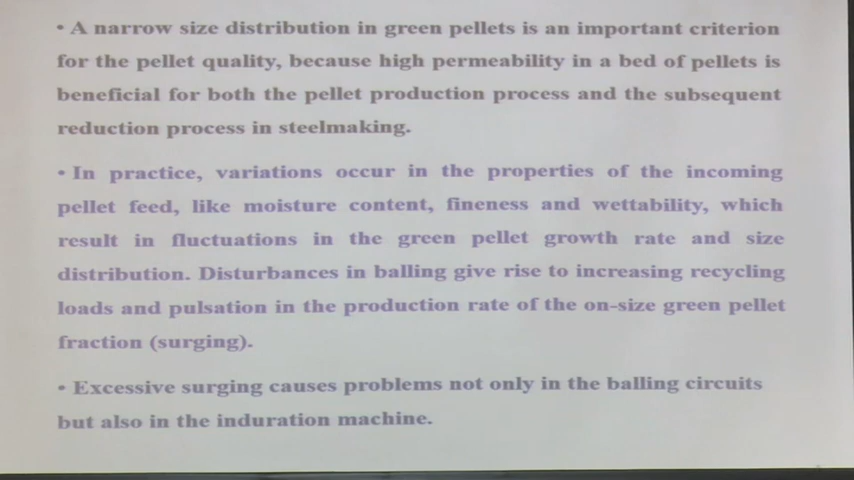 • A narrow size distribution in green pellets is an important criterion
for the pellet quality, because high permeability in a bed of pellets is
beneficial for both the pellet production process and the subsequent
reduction process in steelmaking.
• In practice, variations occur in the properties of the incoming
pellet feed, like moisture content, fineness and wettability, which
result in fluctuations in the green pellet growth rate and size
distribution. Disturbances in balling give rise to increasing recycling
loads and pulsation in the production rate of the on-size green pellet
fraction (surging).
• Excessive surging causes problems not only in the balling circuits
but also in the induration machine.